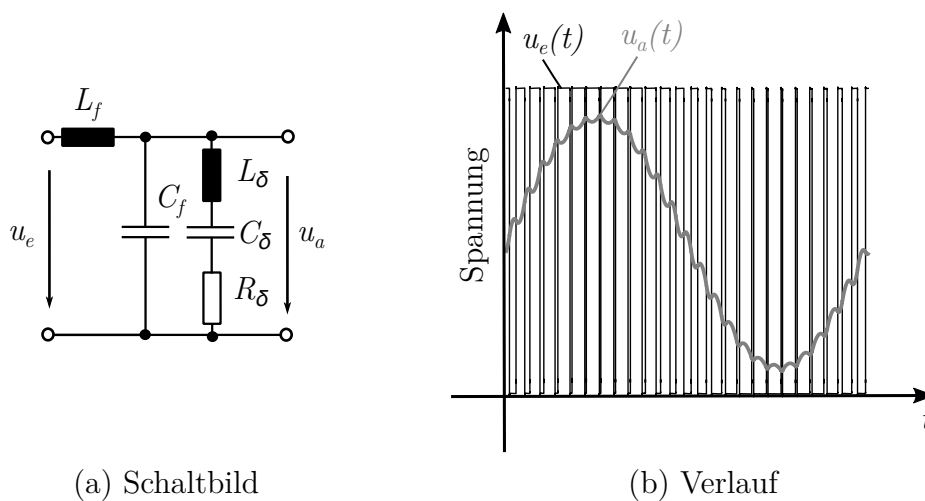 L_f
C_f
L_δ
C_δ
R_δ
u_e
u_a
(a) Schaltbild
u_e(t)
u_a(t)
Spannung
t
(b) Verlauf